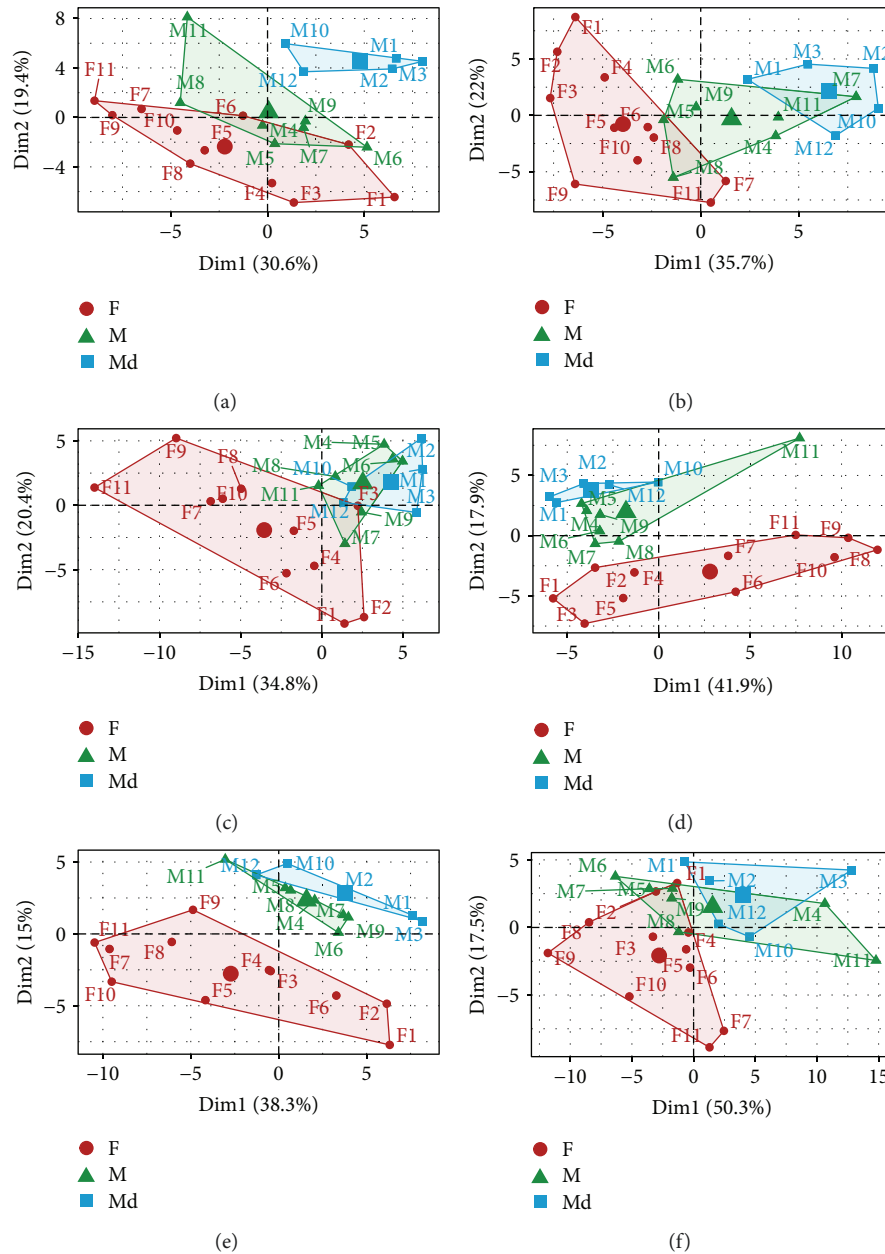 8
4
0
−4
Dim2 (19.4%)
M11
M10
M1
F11
M8
M12
M2
M3
F7
F6
M9
F9
F10
F5
M4
F2
M5
M7
M6
F8
F4
F3
F1
−5
0
5
Dim1 (30.6%)
F
M
Md
(a)
5
0
−5
Dim2 (22%)
F1
F2
F4
M6
M1
M3
M2
F3
M9
M7
M5
M11
F5
F6
F8
M10
F10
M4
M12
M8
F9
F11
F7
−5
0
5
Dim1 (35.7%)
F
M
Md
(b)
5
0
−5
−10
Dim2 (20.4%)
F9
M4
M5
M2
F8
M8
M10
M6
F11
F10
M11
F3
M1
F7
M12
M3
F5
M9
M7
F4
F6
F1
F2
−15
−10
−5
0
5
Dim1 (34.8%)
F
M
Md
(c)
5
0
−5
Dim2 (17.9%)
M11
M3
M2
M10
M5
M12
M1
M4
M9
F11
F9
M6
M7
M8
F7
F10
F8
F1
F2
F4
F6
F3
F5
−5
0
5
10
Dim1 (41.9%)
F
M
Md
(d)
5
0
−5
Dim2 (15%)
M11
M12
M10
M5
M2
F9
M8
M7
M1
M4
M9
M3
F11
M6
F7
F8
F4
F10
F5
F3
F6
F2
F1
−10
−5
0
5
Dim1 (38.3%)
F
M
Md
(e)
5
0
−5
Dim2 (17.5%)
M6
M1
F1
M7
M5
M2
M3
F2
M9
M12
M4
F8
M8
F9
F3
F4
M10
M11
F5
F10
F6
F11
F7
−10
−5
0
5
10
15
Dim1 (50.3%)
F
M
Md
(f)